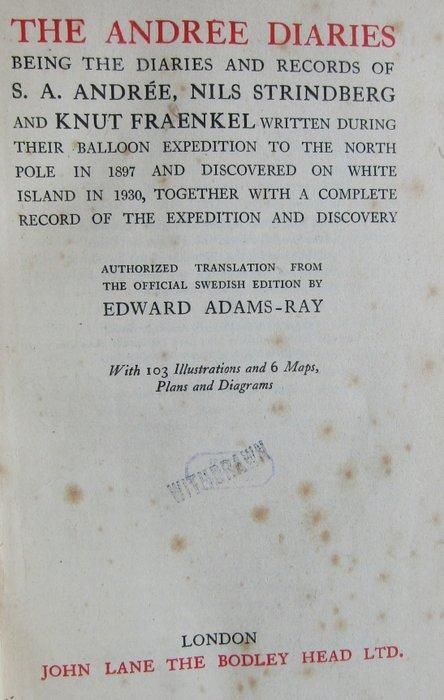 THE ANDRÉE DIARIES
BEING THE DIARIES AND RECORDS OF
S. A. ANDRÉE, NILS STRINDBERG
AND KNUT FRAENKEL WRITTEN DURING
THEIR BALLOON EXPEDITION TO THE NORTH
POLE IN 1897 AND DISCOVERED ON WHITE
ISLAND IN 1930, TOGETHER WITH A COMPLETE
RECORD OF THE EXPEDITION AND DISCOVERY
AUTHORIZED TRANSLATION FROM
THE OFFICIAL SWEDISH EDITION BY
EDWARD ADAMS-RAY
With 103 Illustrations and 6 Maps,
Plans and Diagrams
WITHDRAWN
LONDON
JOHN LANE THE BODLEY HEAD LTD.